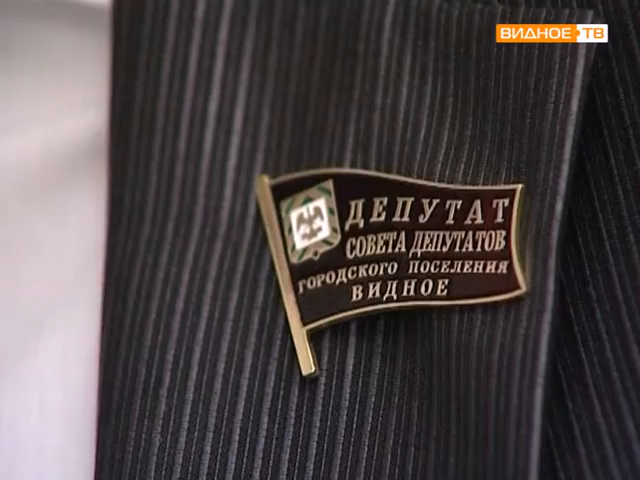 ВИДНОЕ ТВ
ДЕПУТАТ
СОВЕТА ДЕПУТАТОВ
ГОРОДСКОГО ПОСЕЛЕНИЯ
ВИДНОЕ